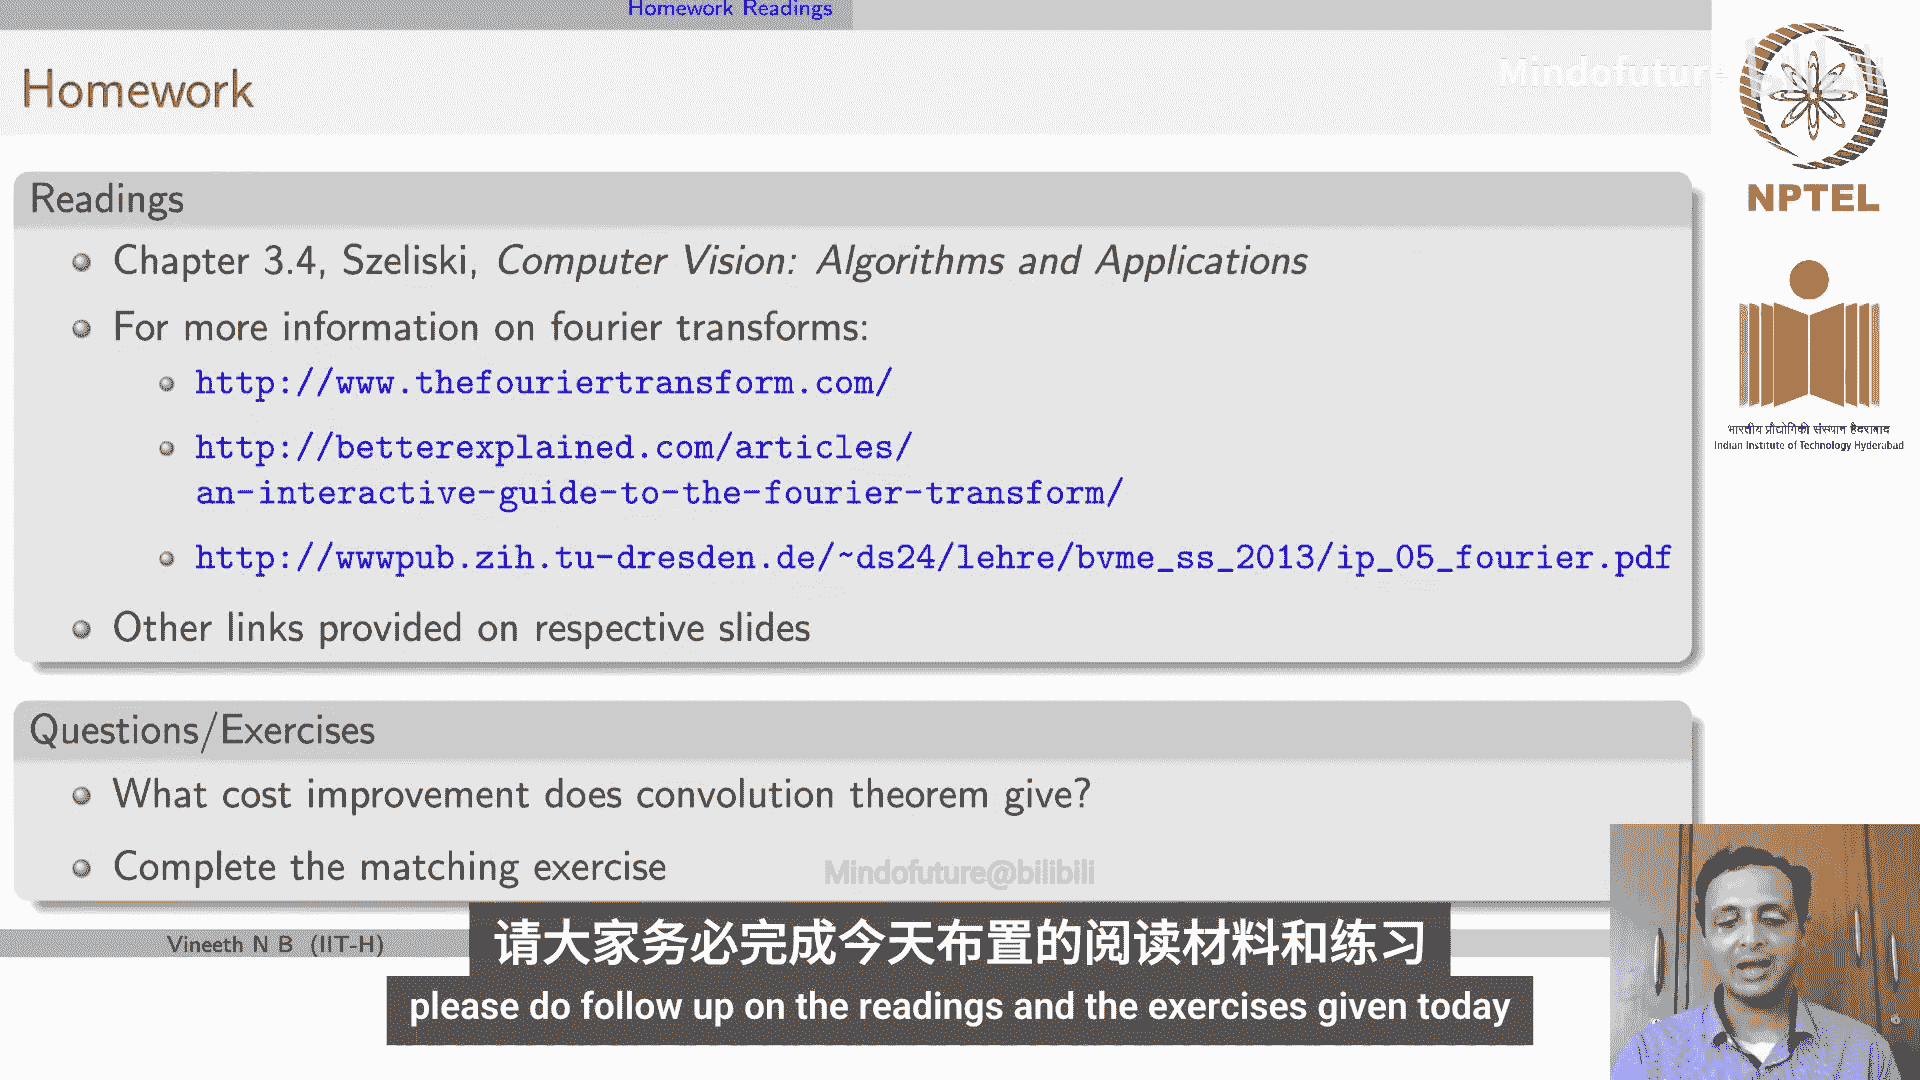 Homework Readings
Homework
Mindofuture
NPTEL
भारतीय प्रौद्योगिकी संस्थान हैदराबाद
Indian Institute of Technology Hyderabad
Readings
Chapter 3.4, Szeliski, Computer Vision: Algorithms and Applications
For more information on fourier transforms:
http://www.thefouriertransform.com/
http://betterexplained.com/articles/
an-interactive-guide-to-the-fourier-transform/
http://wwwpub.zih.tu-dresden.de/~ds24/lehre/bvme_ss_2013/ip_05_fourier.pdf
Other links provided on respective slides
Questions/Exercises
What cost improvement does convolution theorem give?
Complete the matching exercise
Mindofuture@bilibili
Vineeth N B (IIT-H)
请大家务必完成今天布置的阅读材料和练习
please do follow up on the readings and the exercises given today